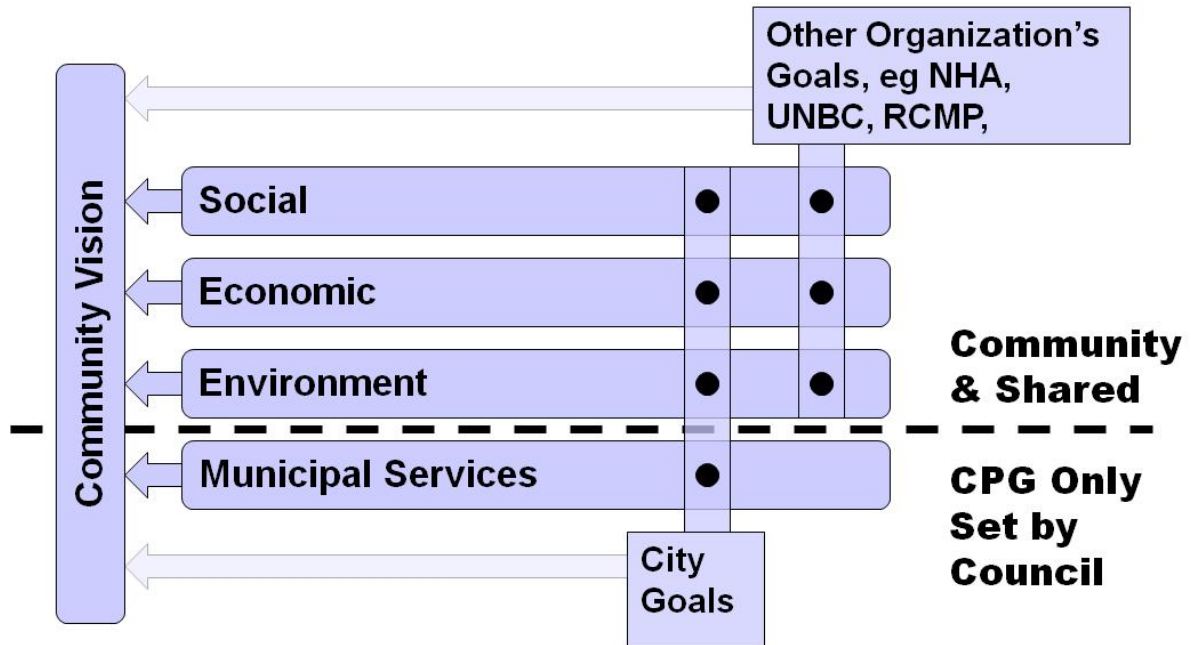 Other Organization's
Goals, eg NHA,
UNBC, RCMP,
Community Vision
Social
Economic
Environment
Community
& Shared
Municipal Services
CPG Only
Set by
Council
City
Goals